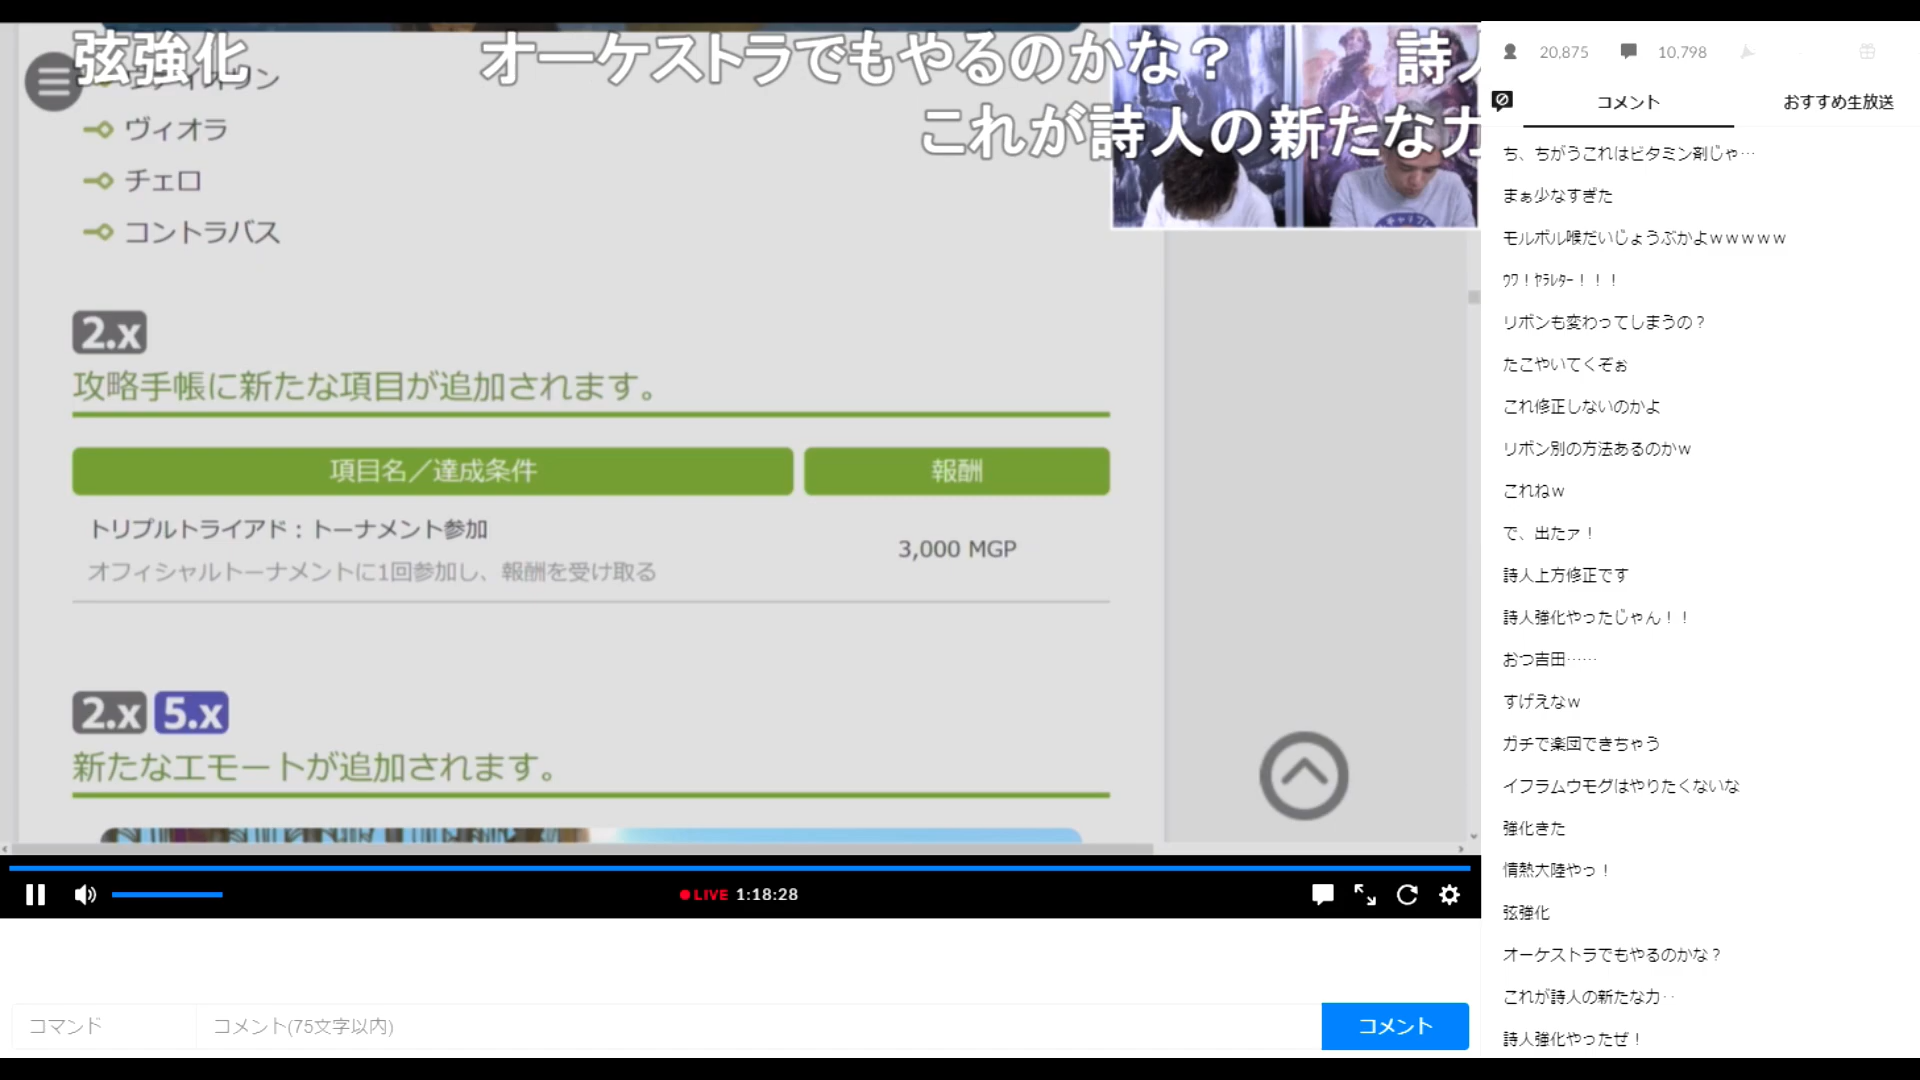 弦強化
オーケストラでもやるのかな？
詩人
これが詩人の新たな力
ヴィオラ
チェロ
コントラバス
2.x
攻略手帳に新たな項目が追加されます。
項目名／達成条件
報酬
トリプルトライアド：トーナメント参加
オフィシャルトーナメントに1回参加し、報酬を受け取る
3,000 MGP
2.x 5.x
新たなエモートが追加されます。
LIVE 1:18:28
コマンド
コメント(75文字以内)
コメント
20,875
10,798
コメント
おすすめ生放送
ち、ちがうこれはビタミン剤じゃ…
まぁ少なすぎた
モルボル喉だいじょうぶかよｗｗｗｗｗ
ｳﾜ！ﾔﾗﾚﾀｰ！！！
リボンも変わってしまうの？
たこやいてくぞぉ
これ修正しないのかよ
リボン別の方法あるのかｗ
これねｗ
で、出たァ！
詩人上方修正です
詩人強化やったじゃん！！
おつ吉田……
すげえなｗ
ガチで楽団できちゃう
イフラムウモグはやりたくないな
強化きた
情熱大陸やっ！
弦強化
オーケストラでもやるのかな？
これが詩人の新たな力‥
詩人強化やったぜ！